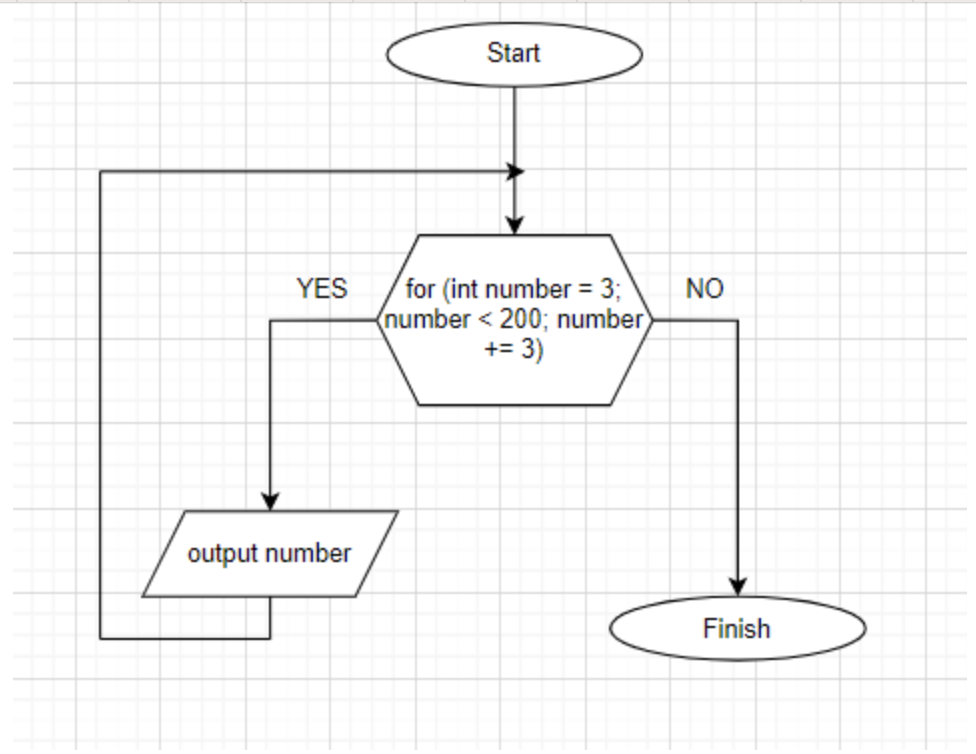 Start
YES
NO
for (int number = 3;
number < 200; number
+= 3)
output number
Finish